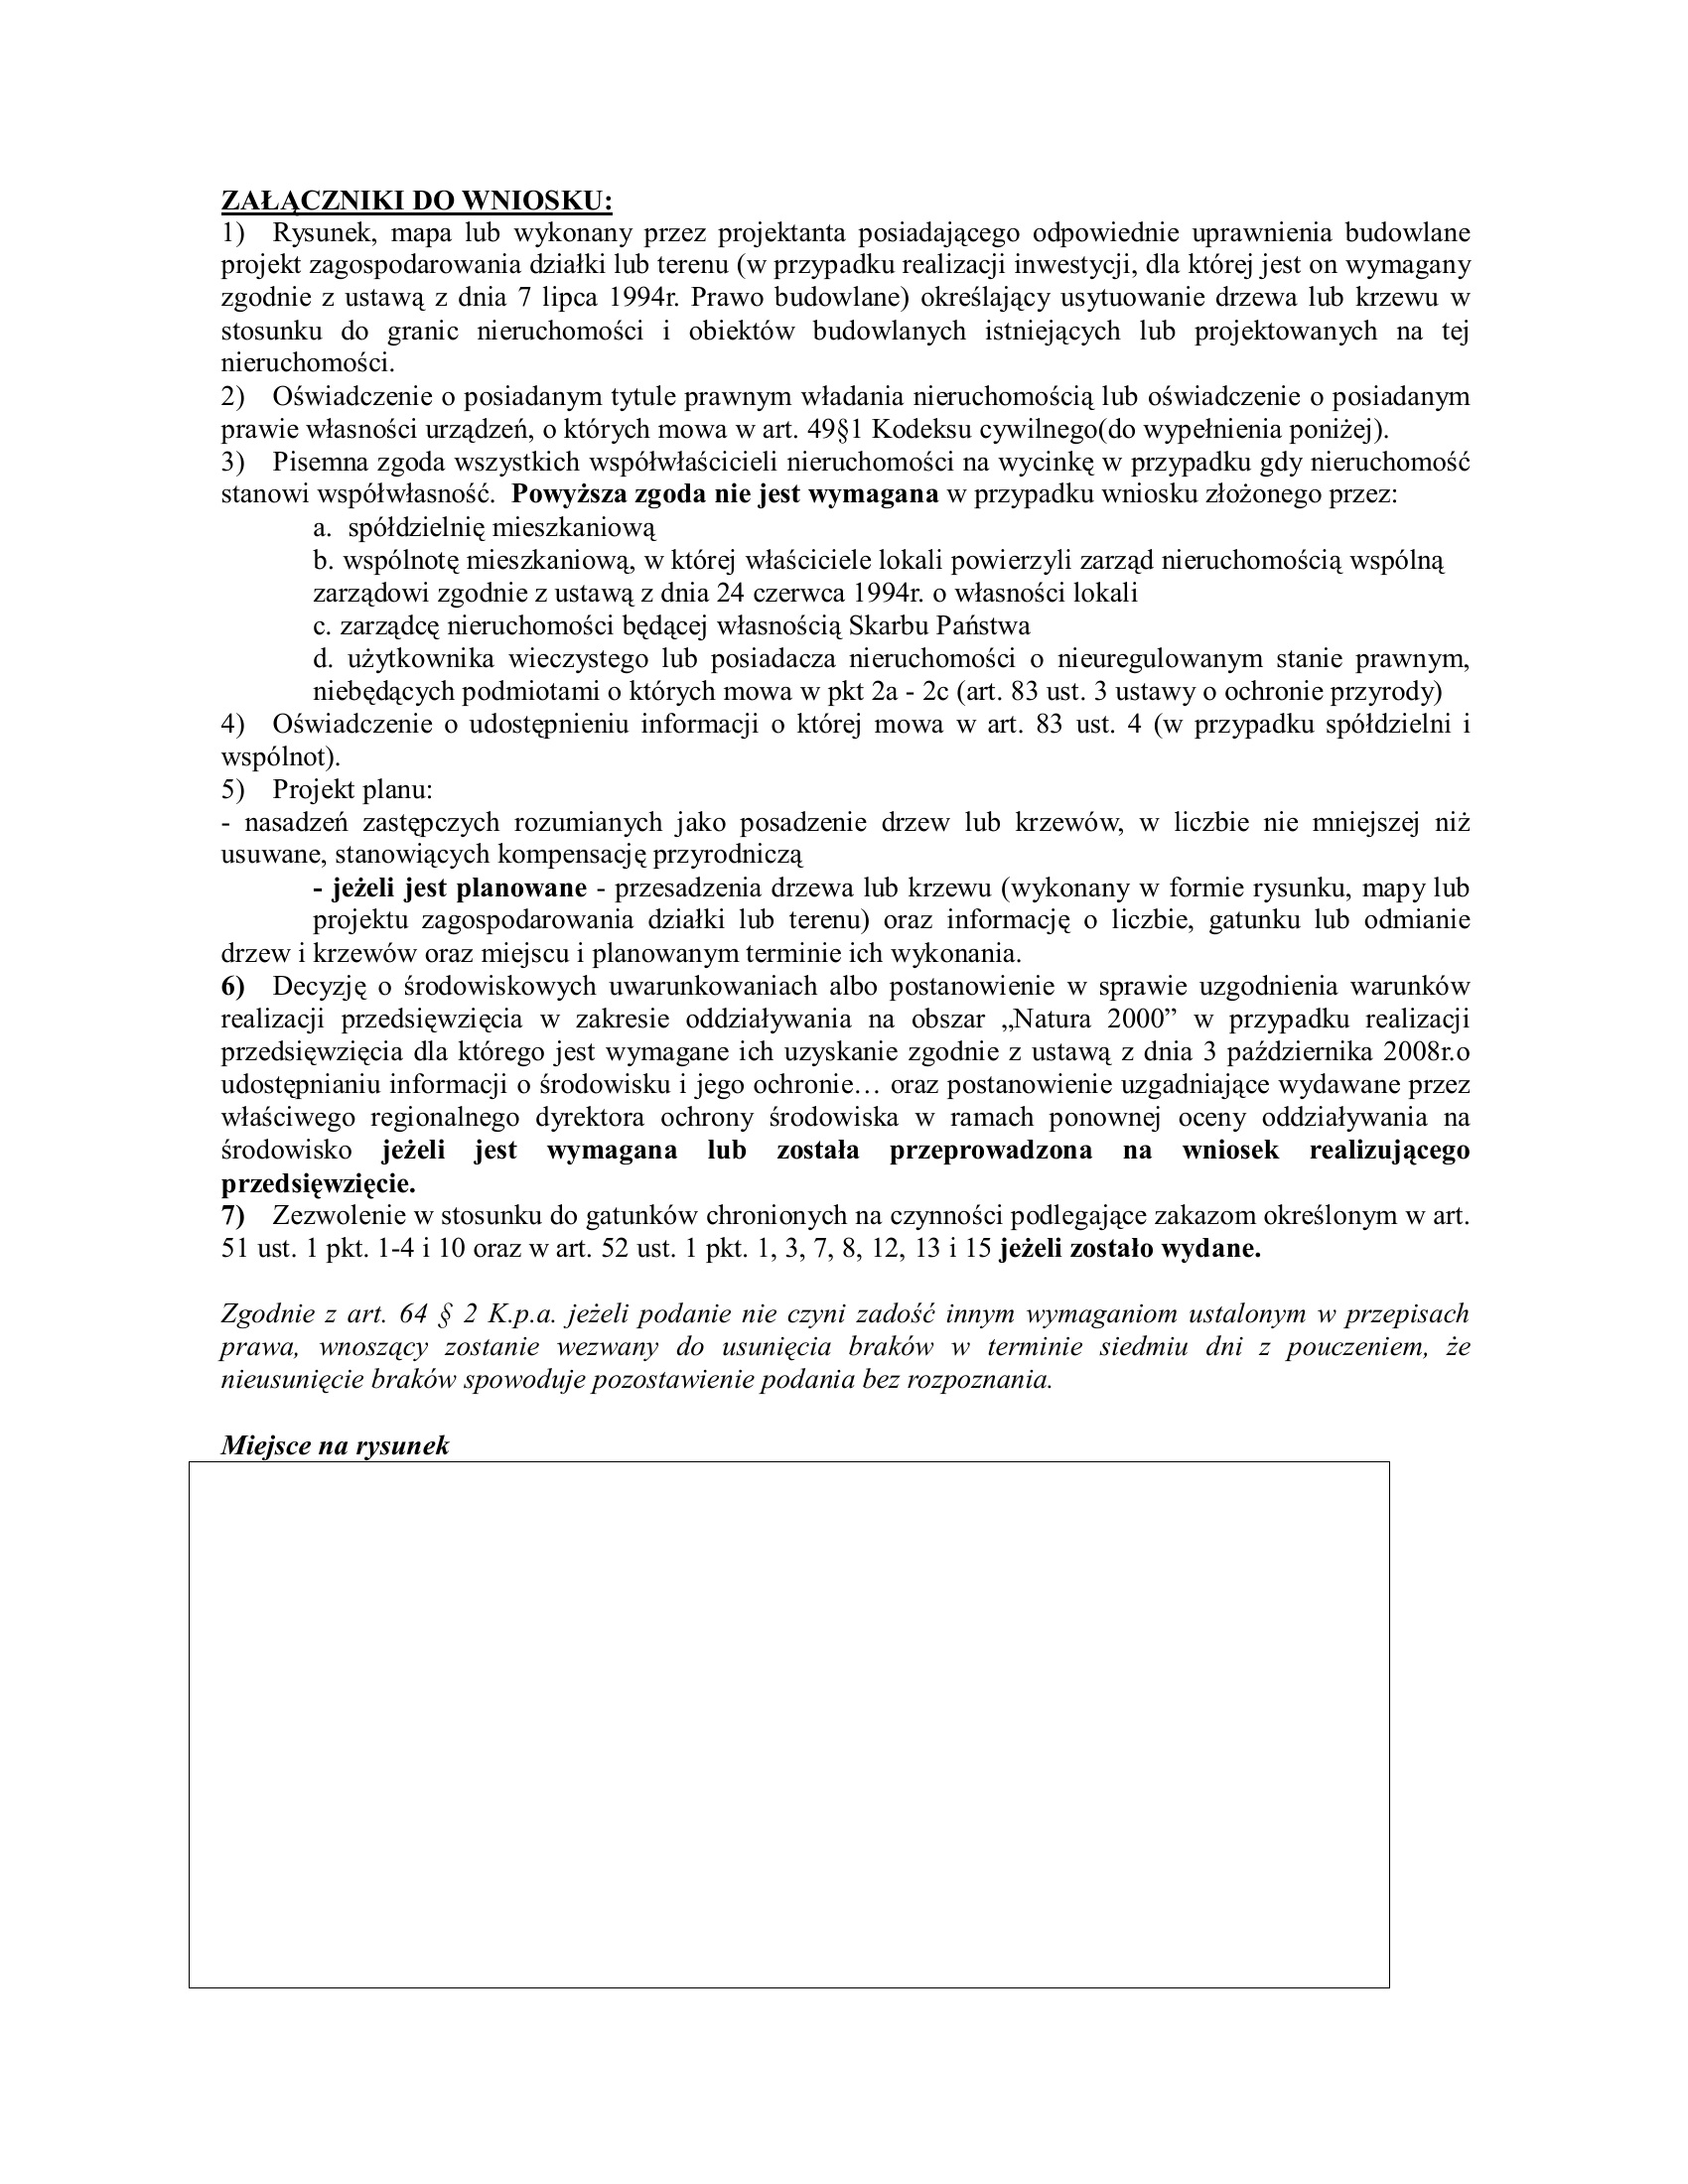 ZAŁĄCZNIKI DO WNIOSKU:
1) Rysunek, mapa lub wykonany przez projektanta posiadającego odpowiednie uprawnienia budowlane
projekt zagospodarowania działki lub terenu (w przypadku realizacji inwestycji, dla której jest on wymagany
zgodnie z ustawą z dnia 7 lipca 1994r. Prawo budowlane) określający usytuowanie drzewa lub krzewu w
stosunku do granic nieruchomości i obiektów budowlanych istniejących lub projektowanych na tej
nieruchomości.
2) Oświadczenie o posiadanym tytule prawnym władania nieruchomością lub oświadczenie o posiadanym
prawie własności urządzeń, o których mowa w art. 49§1 Kodeksu cywilnego(do wypełnienia poniżej).
3) Pisemna zgoda wszystkich współwłaścicieli nieruchomości na wycinkę w przypadku gdy nieruchomość
stanowi współwłasność. Powyższa zgoda nie jest wymagana w przypadku wniosku złożonego przez:
a. spółdzielnię mieszkaniową
b. wspólnotę mieszkaniową, w której właściciele lokali powierzyli zarząd nieruchomością wspólną
zarządowi zgodnie z ustawą z dnia 24 czerwca 1994r. o własności lokali
c. zarządcę nieruchomości będącej własnością Skarbu Państwa
d. użytkownika wieczystego lub posiadacza nieruchomości o nieuregulowanym stanie prawnym,
niebędących podmiotami o których mowa w pkt 2a - 2c (art. 83 ust. 3 ustawy o ochronie przyrody)
4) Oświadczenie o udostępnieniu informacji o której mowa w art. 83 ust. 4 (w przypadku spółdzielni i
wspólnot).
5) Projekt planu:
- nasadzeń zastępczych rozumianych jako posadzenie drzew lub krzewów, w liczbie nie mniejszej niż
usuwane, stanowiących kompensację przyrodniczą
- jeżeli jest planowane - przesadzenia drzewa lub krzewu (wykonany w formie rysunku, mapy lub
projektu zagospodarowania działki lub terenu) oraz informację o liczbie, gatunku lub odmianie
drzew i krzewów oraz miejscu i planowanym terminie ich wykonania.
6) Decyzję o środowiskowych uwarunkowaniach albo postanowienie w sprawie uzgodnienia warunków
realizacji przedsięwzięcia w zakresie oddziaływania na obszar „Natura 2000” w przypadku realizacji
przedsięwzięcia dla którego jest wymagane ich uzyskanie zgodnie z ustawą z dnia 3 października 2008r.o
udostępnianiu informacji o środowisku i jego ochronie… oraz postanowienie uzgadniające wydawane przez
właściwego regionalnego dyrektora ochrony środowiska w ramach ponownej oceny oddziaływania na
środowisko jeżeli jest wymagana lub została przeprowadzona na wniosek realizującego
przedsięwzięcie.
7) Zezwolenie w stosunku do gatunków chronionych na czynności podlegające zakazom określonym w art.
51 ust. 1 pkt. 1-4 i 10 oraz w art. 52 ust. 1 pkt. 1, 3, 7, 8, 12, 13 i 15 jeżeli zostało wydane.
Zgodnie z art. 64 § 2 K.p.a. jeżeli podanie nie czyni zadość innym wymaganiom ustalonym w przepisach
prawa, wnoszący zostanie wezwany do usunięcia braków w terminie siedmiu dni z pouczeniem, że
nieusunięcie braków spowoduje pozostawienie podania bez rozpoznania.
Miejsce na rysunek